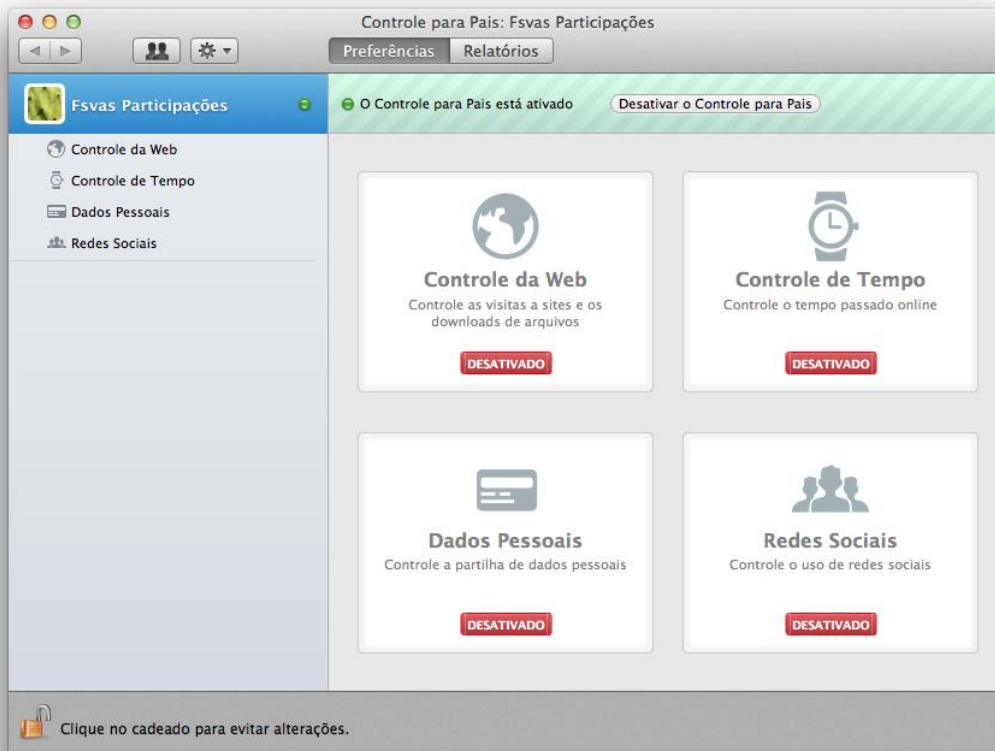 Controle para Pais: Fsvas Participações
Preferências
Relatórios
Fsvas Participações
O Controle para Pais está ativado
Desativar o Controle para Pais
Controle da Web
Controle de Tempo
Dados Pessoais
Redes Sociais
Controle da Web
Controle as visitas a sites e os
downloads de arquivos
DESATIVADO
Controle de Tempo
Controle o tempo passado online
DESATIVADO
Dados Pessoais
Controle a partilha de dados pessoais
DESATIVADO
Redes Sociais
Controle o uso de redes sociais
DESATIVADO
Clique no cadeado para evitar alterações.